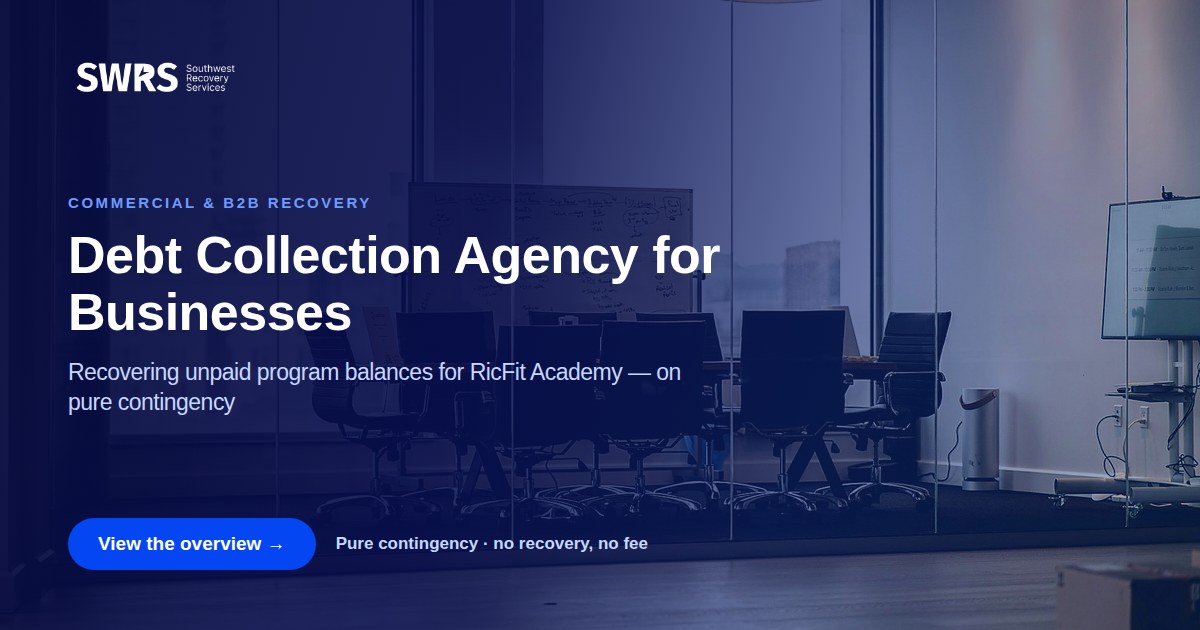 SWRS
Southwest
Recovery
Services
COMMERCIAL & B2B RECOVERY
Debt Collection Agency for
Businesses
Recovering unpaid program balances for RicFit Academy — on
pure contingency
View the overview →
Pure contingency · no recovery, no fee